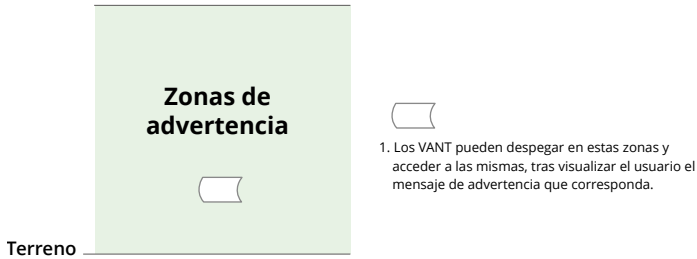 Zonas de
advertencia
Terreno
1. Los VANT pueden despegar en estas zonas y
acceder a las mismas, tras visualizar el usuario el
mensaje de advertencia que corresponda.